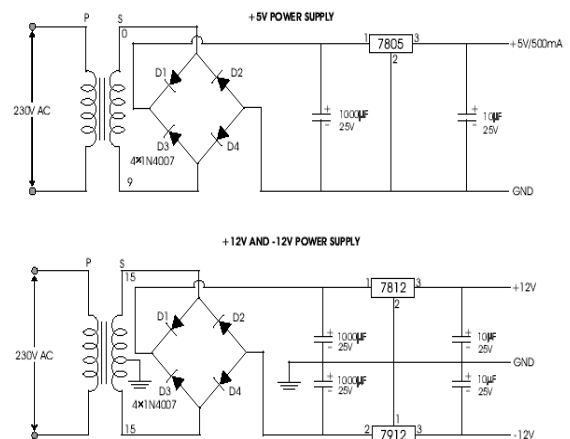 +5V POWER SUPPLY
P
S
0
1
7805
3
+5V/500mA
2
D1
D2
230V AC
+
1000µF
-
25V
+
10µF
-
25V
D3
D4
4×1N4007
9
GND
+12V AND -12V POWER SUPPLY
P
S
15
1
7812
3
+12V
2
D1
D2
+
1000µF
-
25V
+
10µF
-
25V
230V AC
GND
+
1000µF
-
25V
+
10µF
-
25V
D3
D4
4×1N4007
15
1
2
7912
3
-12V